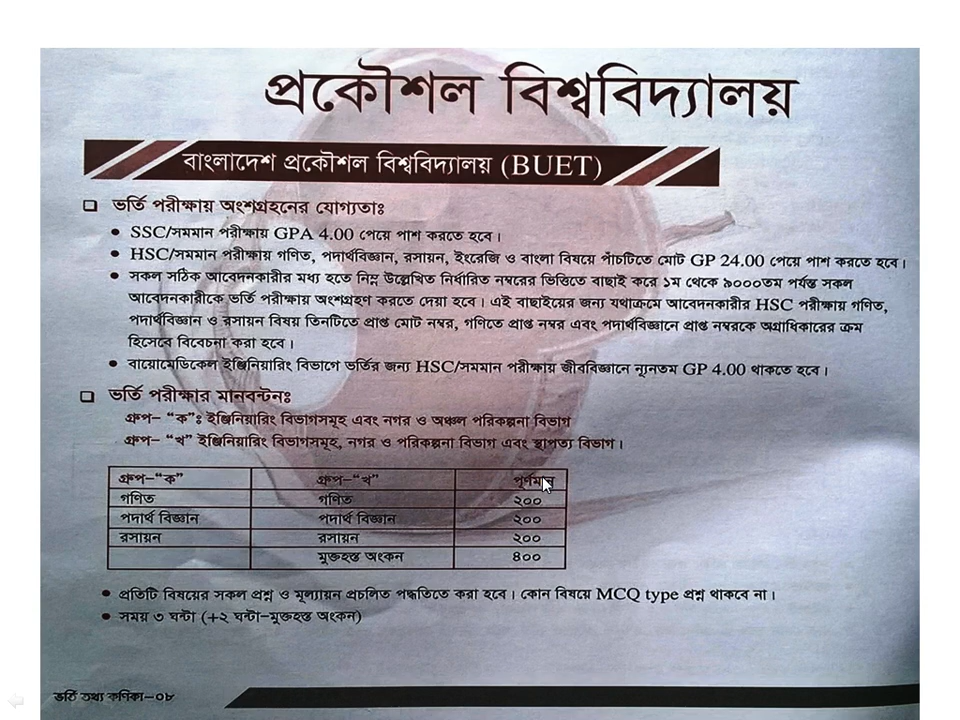 প্রকৌশল বিশ্ববিদ্যালয়
বাংলাদেশ প্রকৌশল বিশ্ববিদ্যালয় (BUET)
ভর্তি পরীক্ষায় অংশগ্রহনের যোগ্যতাঃ
• SSC/সমমান পরীক্ষায় GPA 4.00 পেয়ে পাশ করতে হবে।
• HSC/সমমান পরীক্ষায় গণিত, পদার্থবিজ্ঞান, রসায়ন, ইংরেজি ও বাংলা বিষয়ে পাঁচটিতে মোট GP 24.00 পেয়ে পাশ করতে হবে।
• সকল সঠিক আবেদনকারীর মধ্য হতে নিম্ন উল্লেখিত নির্ধারিত নম্বরের ভিত্তিতে বাছাই করে ১ম থেকে ৯০০০তম পর্যন্ত সকল
আবেদনকারীকে ভর্তি পরীক্ষায় অংশগ্রহণ করতে দেয়া হবে। এই বাছাইয়ের জন্য যথাক্রমে আবেদনকারীর HSC পরীক্ষায় গণিত,
পদার্থবিজ্ঞান ও রসায়ন বিষয় তিনটিতে প্রাপ্ত মোট নম্বর, গণিতে প্রাপ্ত নম্বর এবং পদার্থবিজ্ঞানে প্রাপ্ত নম্বরকে অগ্রাধিকারের ক্রম
হিসেবে বিবেচনা করা হবে।
• বায়োমেডিকেল ইঞ্জিনিয়ারিং বিভাগে ভর্তির জন্য HSC/সমমান পরীক্ষায় জীববিজ্ঞানে ন্যূনতম GP 4.00 থাকতে হবে।
ভর্তি পরীক্ষার মানবন্টনঃ
গ্রুপ– “ক”ঃ ইঞ্জিনিয়ারিং বিভাগসমূহ এবং নগর ও অঞ্চল পরিকল্পনা বিভাগ
গ্রুপ– “খ” ইঞ্জিনিয়ারিং বিভাগসমূহ, নগর ও পরিকল্পনা বিভাগ এবং স্থাপত্য বিভাগ।
গ্রুপ–“ক” গ্রুপ–“খ” পূর্ণমান
গণিত গণিত ২০০
পদার্থ বিজ্ঞান পদার্থ বিজ্ঞান ২০০
রসায়ন রসায়ন ২০০
মুক্তহস্ত অংকন ৪০০
• প্রতিটি বিষয়ের সকল প্রশ্ন ও মূল্যায়ন প্রচলিত পদ্ধতিতে করা হবে। কোন বিষয়ে MCQ type প্রশ্ন থাকবে না।
• সময় ৩ ঘন্টা (+২ ঘন্টা–মুক্তহস্ত অংকন)
ভর্তি তথ্য কণিকা–০৮